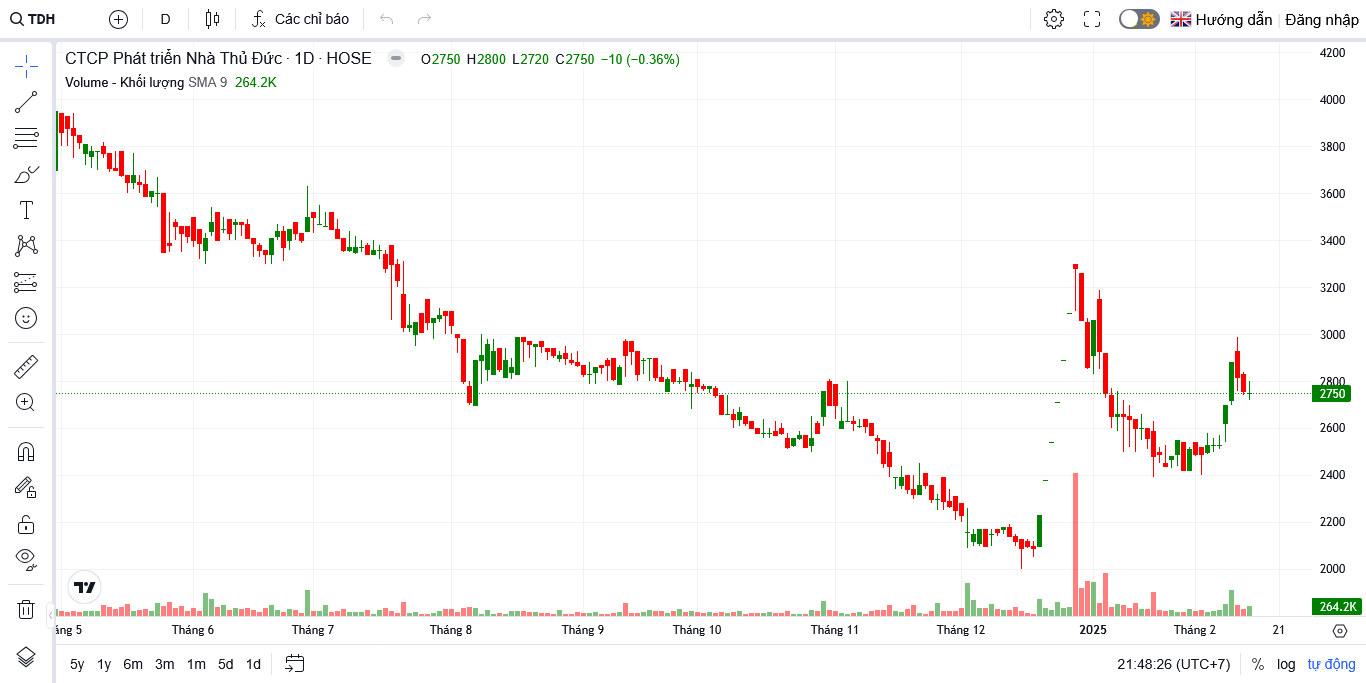 TDH D Các chỉ báo Hướng dẫn Đăng nhập
CTCP Phát triển Nhà Thủ Đức · 1D · HOSE O2750 H2800 L2720 C2750 −10 (−0.36%)
Volume - Khối lượng SMA 9 264.2K
4200
4000
3800
3600
3400
3200
3000
2800
2750
2600
2400
2200
2000
264.2K
áng 5 Tháng 6 Tháng 7 Tháng 8 Tháng 9 Tháng 10 Tháng 11 Tháng 12 2025 Tháng 2 21
5y 1y 6m 3m 1m 5d 1d 21:48:26 (UTC+7) % log tự động